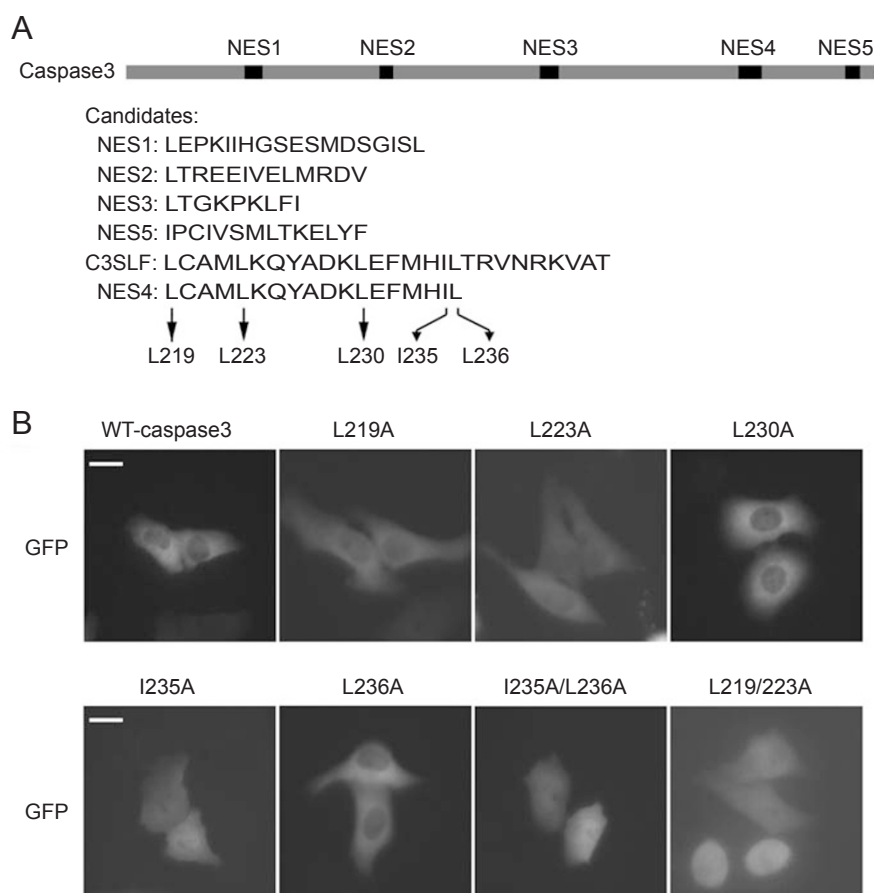 A
NES1 NES2 NES3 NES4 NES5
Caspase3
Candidates:
NES1: LEPKIIHGSESMDSGISL
NES2: LTREEIVELMRDV
NES3: LTGKPKLFI
NES5: IPCIVSMLTKELYF
C3SLF: LCAMLKQYADKLEFMHILTRVNRKVAT
NES4: LCAMLKQYADKLEFMHIL
L219 L223 L230 I235 L236
B
WT-caspase3 L219A L223A L230A
GFP
I235A L236A I235A/L236A L219/223A
GFP